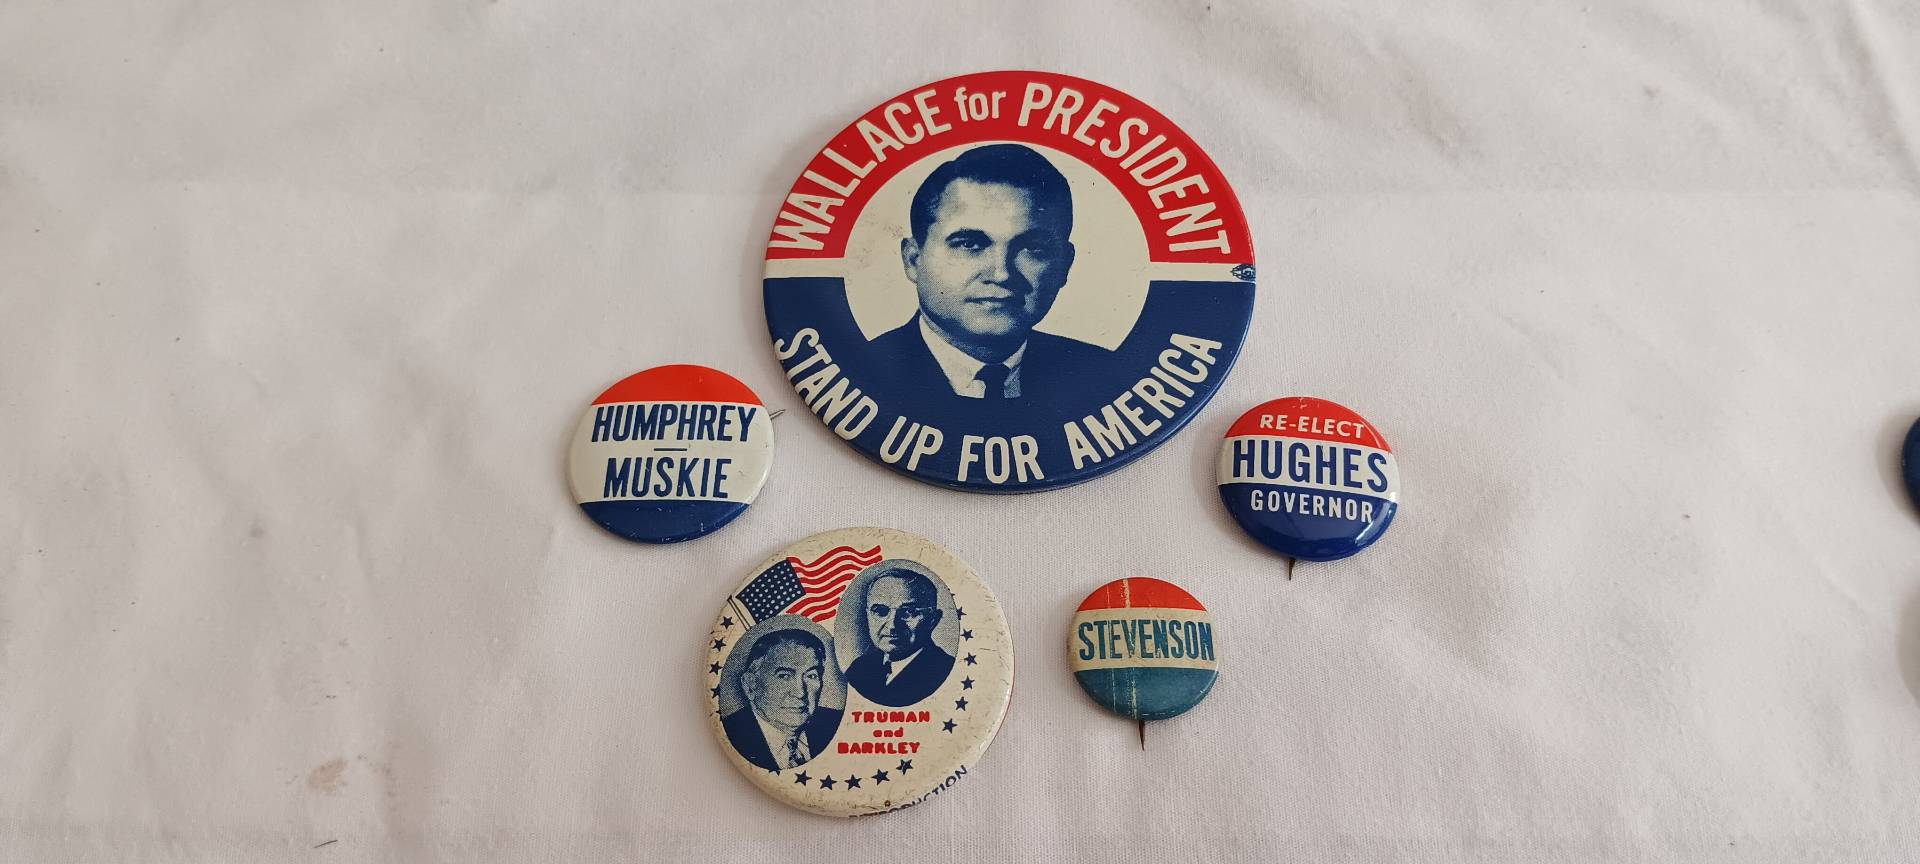 WALLACE for PRESIDENT
STAND UP FOR AMERICA
HUMPHREY
MUSKIE
RE-ELECT
HUGHES
GOVERNOR
TRUMAN
and
BARKLEY
STEVENSON